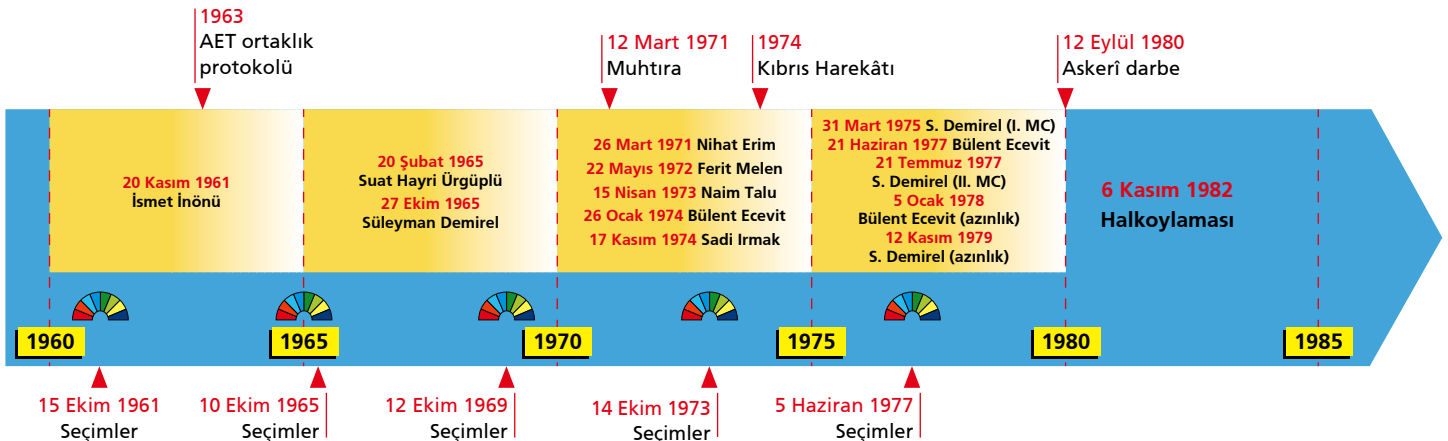 1963
AET ortaklık
protokolü
12 Mart 1971
Muhtıra
1974
Kıbrıs Harekâtı
12 Eylül 1980
Askerî darbe
20 Kasım 1961
İsmet İnönü
20 Şubat 1965
Suat Hayri Ürgüplü
27 Ekim 1965
Süleyman Demirel
26 Mart 1971 Nihat Erim
22 Mayıs 1972 Ferit Melen
15 Nisan 1973 Naim Talu
26 Ocak 1974 Bülent Ecevit
17 Kasım 1974 Sadi Irmak
31 Mart 1975 S. Demirel (I. MC)
21 Haziran 1977 Bülent Ecevit
21 Temmuz 1977
S. Demirel (II. MC)
5 Ocak 1978
Bülent Ecevit (azınlık)
12 Kasım 1979
S. Demirel (azınlık)
6 Kasım 1982
Halkoylaması
1960
1965
1970
1975
1980
1985
15 Ekim 1961
Seçimler
10 Ekim 1965
Seçimler
12 Ekim 1969
Seçimler
14 Ekim 1973
Seçimler
5 Haziran 1977
Seçimler